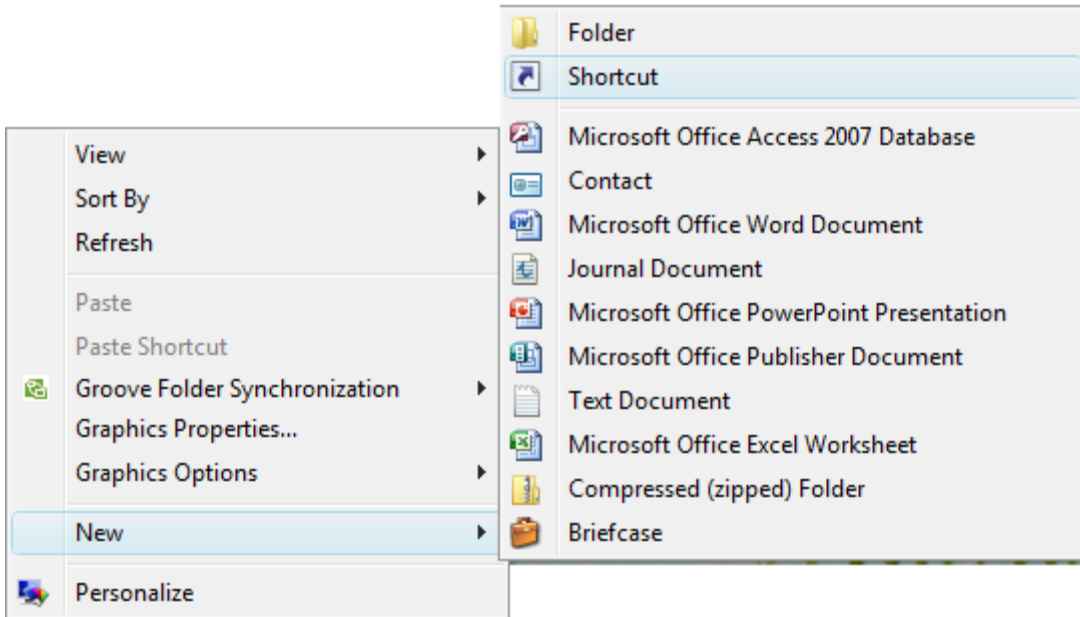 View
Sort By
Refresh
Paste
Paste Shortcut
Groove Folder Synchronization
Graphics Properties...
Graphics Options
New
Personalize
Folder
Shortcut
Microsoft Office Access 2007 Database
Contact
Microsoft Office Word Document
Journal Document
Microsoft Office PowerPoint Presentation
Microsoft Office Publisher Document
Text Document
Microsoft Office Excel Worksheet
Compressed (zipped) Folder
Briefcase